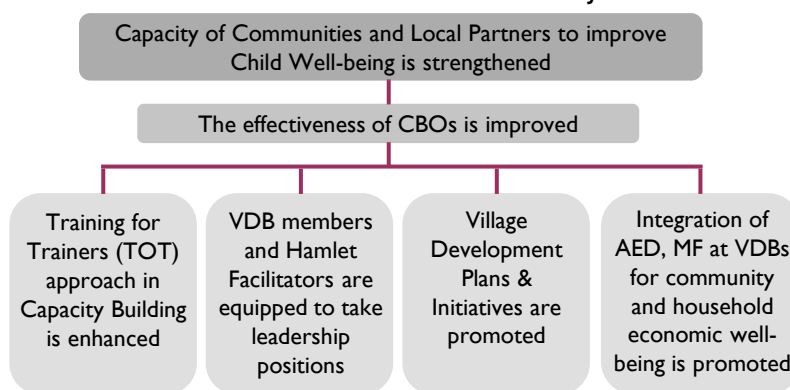 Capacity of Communities and Local Partners to improve
Child Well-being is strengthened
The effectiveness of CBOs is improved
Training for
Trainers (TOT)
approach in
Capacity Building
is enhanced
VDB members
and Hamlet
Facilitators are
equipped to take
leadership
positions
Village
Development
Plans &
Initiatives are
promoted
Integration of
AED, MF at VDBs
for community
and household
economic well-
being is promoted